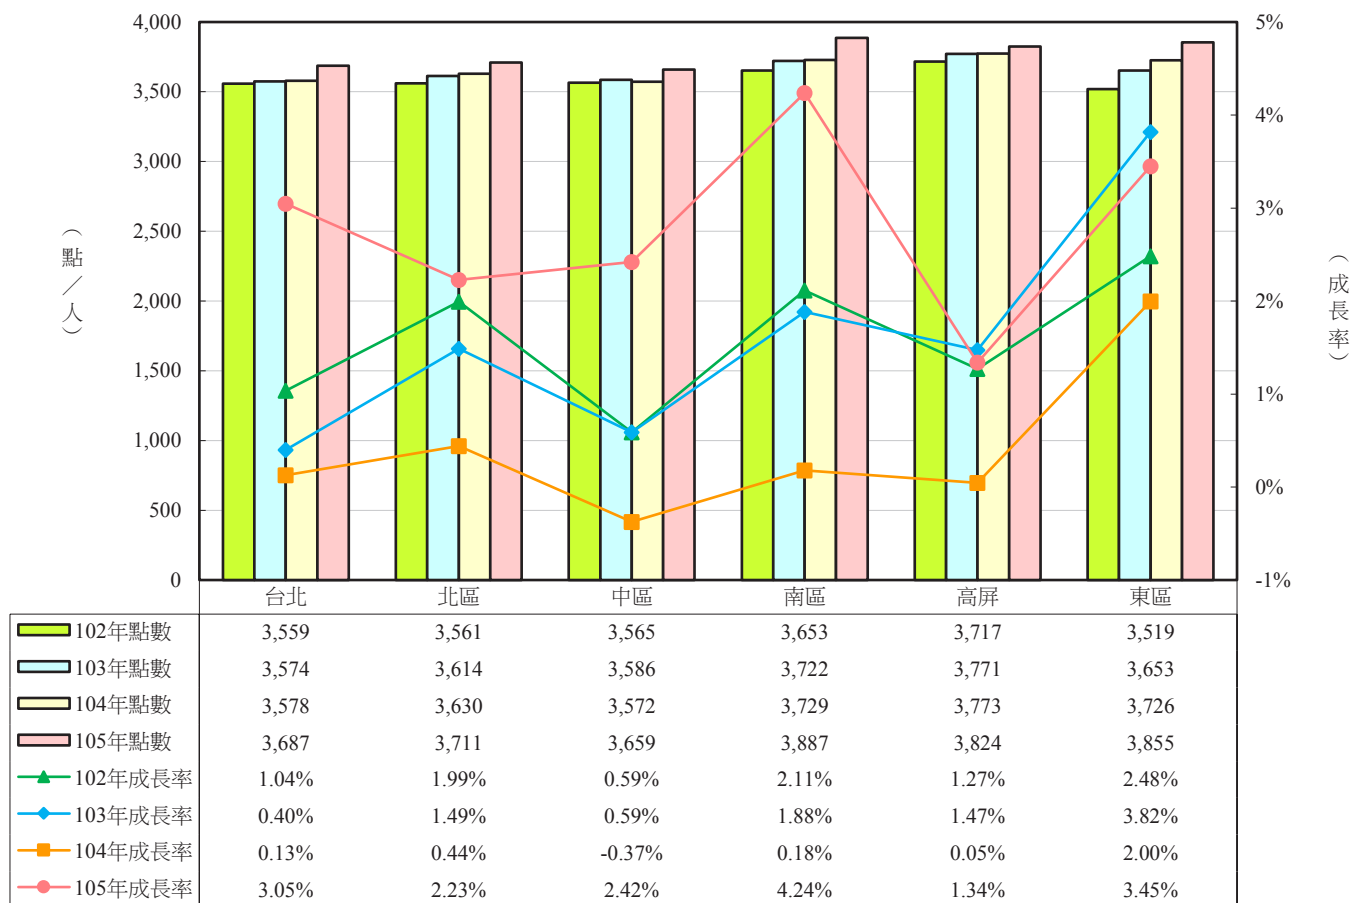 4,000
3,500
3,000
2,500
2,000
1,500
1,000
500
0
（點／人）
5%
4%
3%
2%
1%
0%
-1%
（成長率）
台北 北區 中區 南區 高屏 東區
102年點數 3,559 3,561 3,565 3,653 3,717 3,519
103年點數 3,574 3,614 3,586 3,722 3,771 3,653
104年點數 3,578 3,630 3,572 3,729 3,773 3,726
105年點數 3,687 3,711 3,659 3,887 3,824 3,855
102年成長率 1.04% 1.99% 0.59% 2.11% 1.27% 2.48%
103年成長率 0.40% 1.49% 0.59% 1.88% 1.47% 3.82%
104年成長率 0.13% 0.44% -0.37% 0.18% 0.05% 2.00%
105年成長率 3.05% 2.23% 2.42% 4.24% 1.34% 3.45%